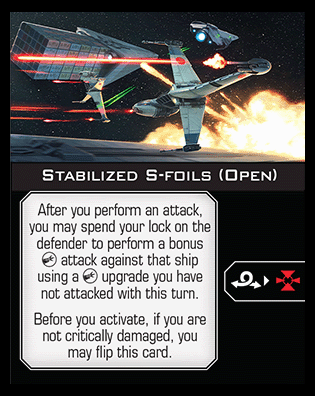 STABILIZED S-FOILS (OPEN)
After you perform an attack,
you may spend your lock on the
defender to perform a bonus
attack against that ship
using a upgrade you have
not attacked with this turn.
Before you activate, if you are
not critically damaged, you
may flip this card.